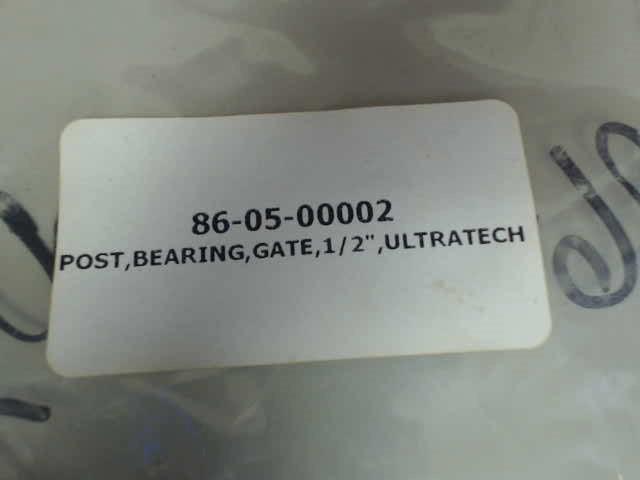 86-05-00002
POST,BEARING,GATE,1/2",ULTRATECH